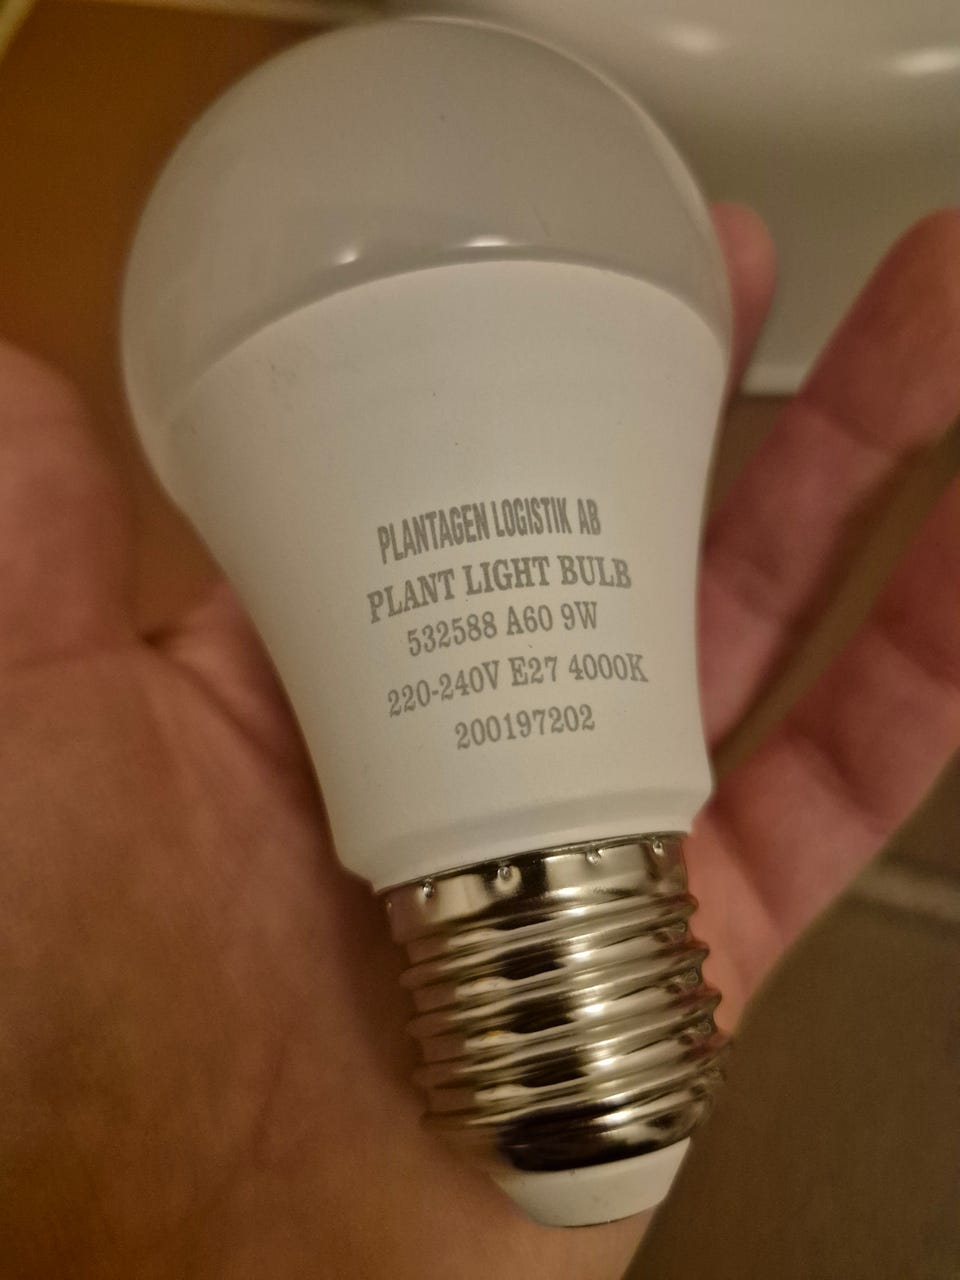 PLANTAGEN LOGISTIK AB
PLANT LIGHT BULB
532588 A60 9W
220-240V E27 4000K
200197202